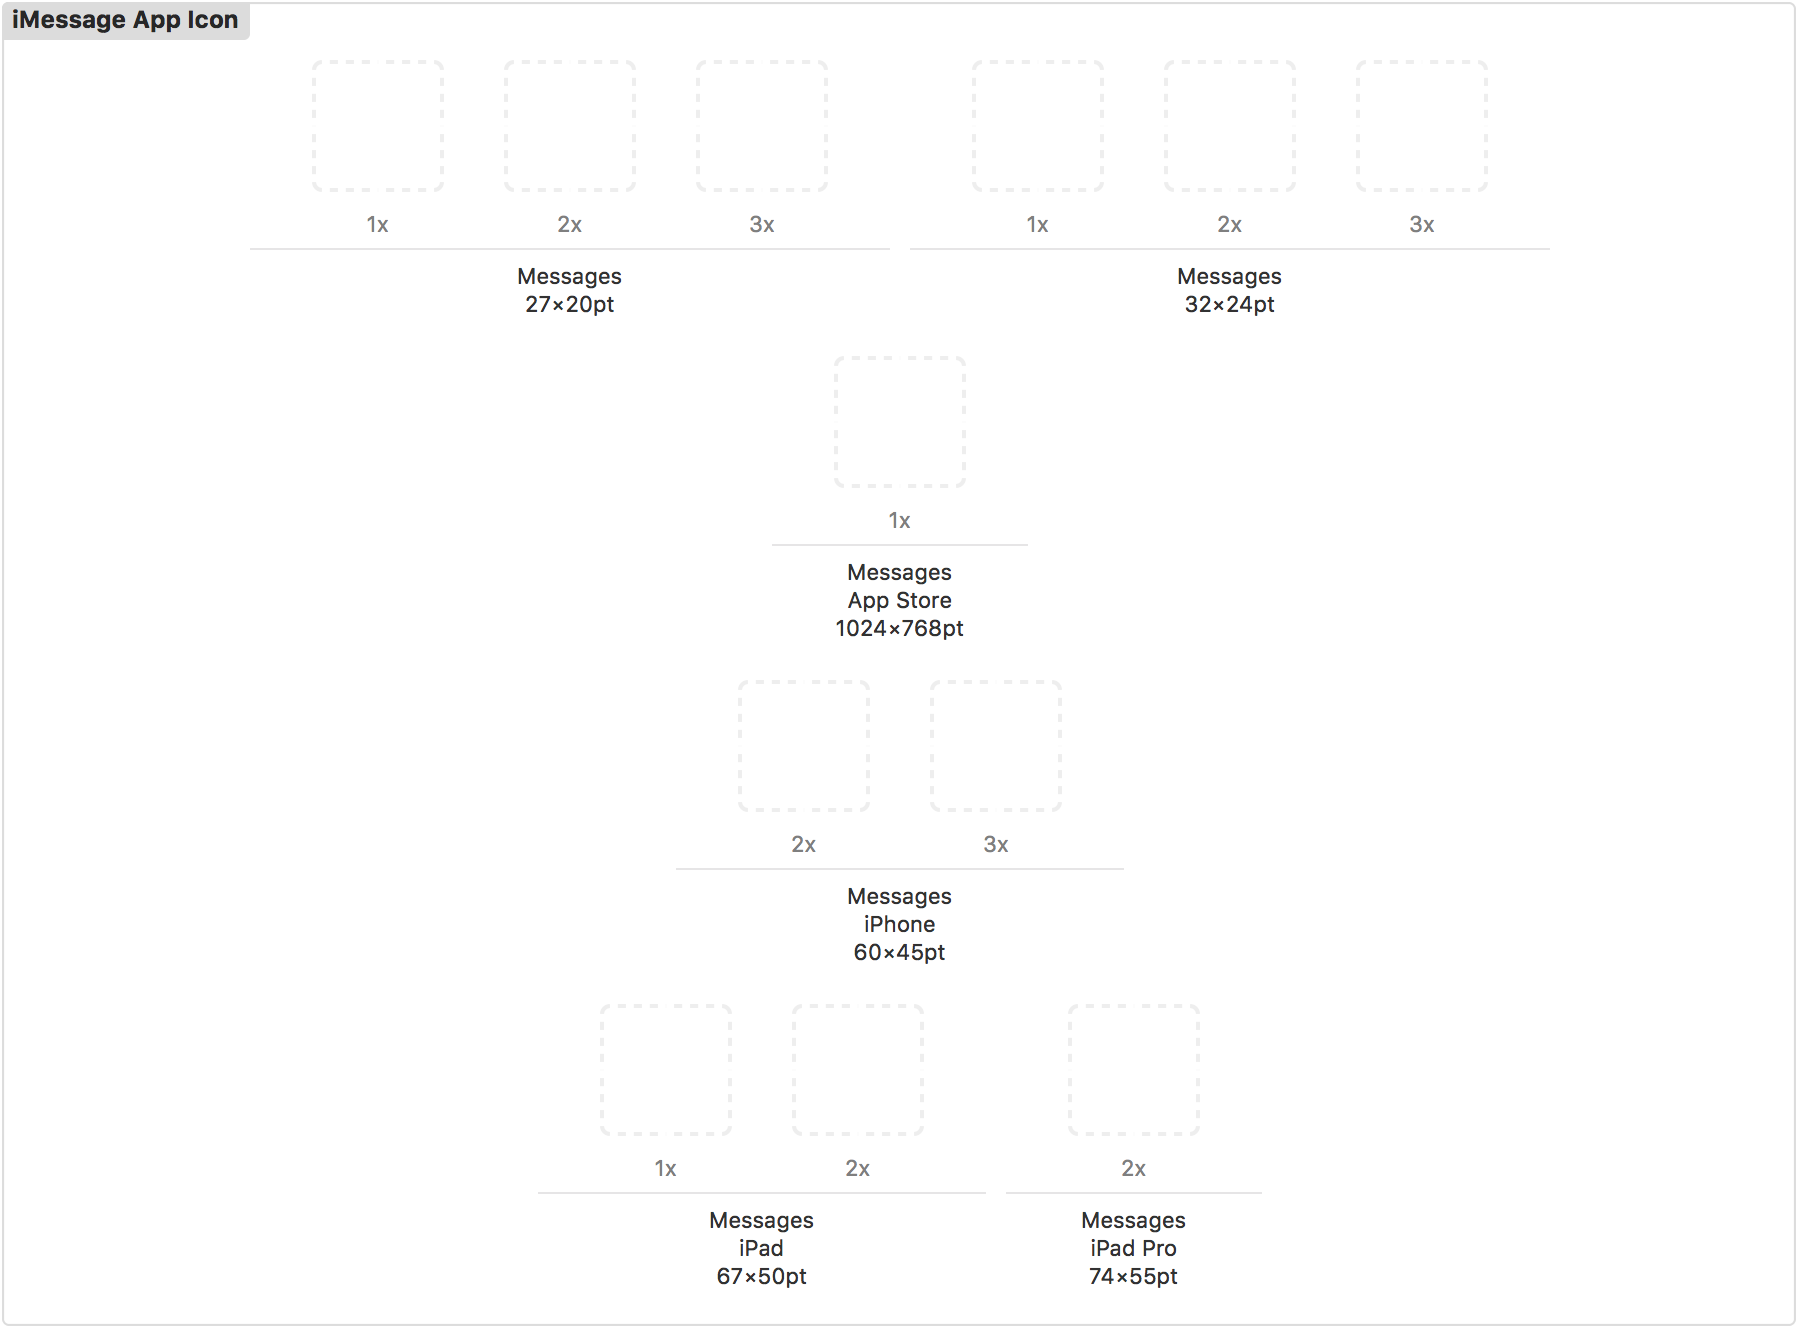 iMessage App Icon
1x 2x 3x 1x 2x 3x
Messages Messages
27×20pt 32×24pt
1x
Messages
App Store
1024×768pt
2x 3x
Messages
iPhone
60×45pt
1x 2x 2x
Messages Messages
iPad iPad Pro
67×50pt 74×55pt